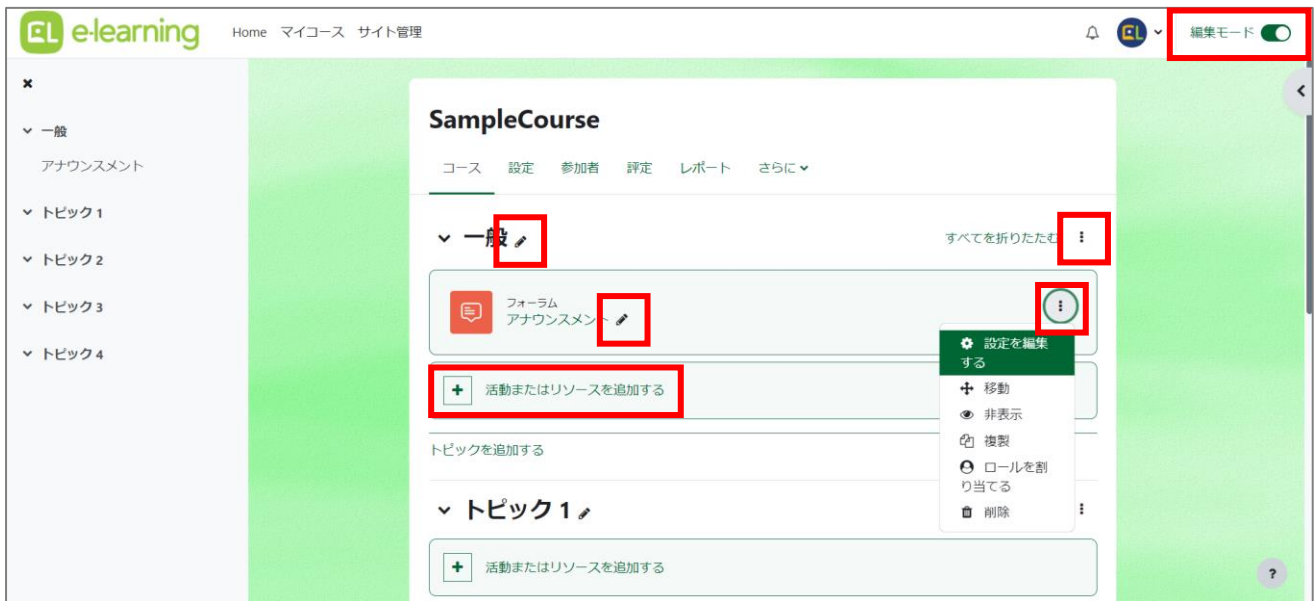 EL e-learning Home マイコース サイト管理 EL 編集モード
一般
アナウンスメント
トピック 1
トピック 2
トピック 3
トピック 4
SampleCourse
コース 設定 参加者 評定 レポート さらに
一般 すべてを折りたたむ
フォーラム
アナウンスメント
設定を編集
する
移動
非表示
複製
ロールを割
り当てる
削除
活動またはリソースを追加する
トピックを追加する
トピック 1
活動またはリソースを追加する
?